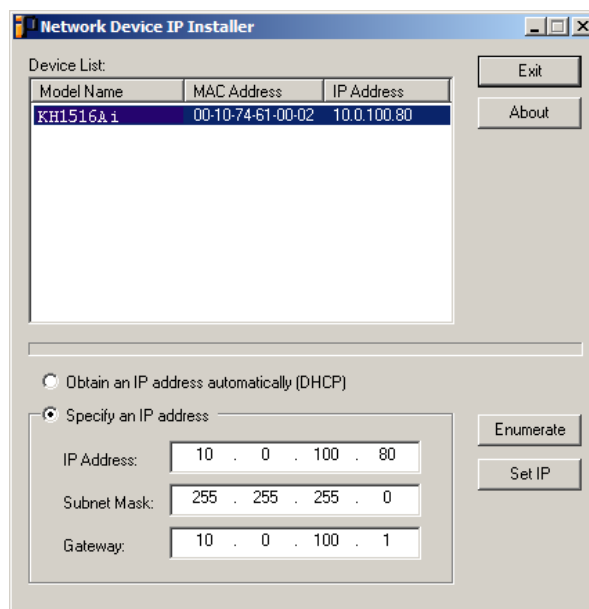 Network Device IP Installer
Device List:
Model Name MAC Address IP Address
KH1516Ai 00-10-74-61-00-02 10.0.100.80
Exit
About
Obtain an IP address automatically (DHCP)
Specify an IP address
IP Address: 10 . 0 . 100 . 80
Subnet Mask: 255 . 255 . 255 . 0
Gateway: 10 . 0 . 100 . 1
Enumerate
Set IP